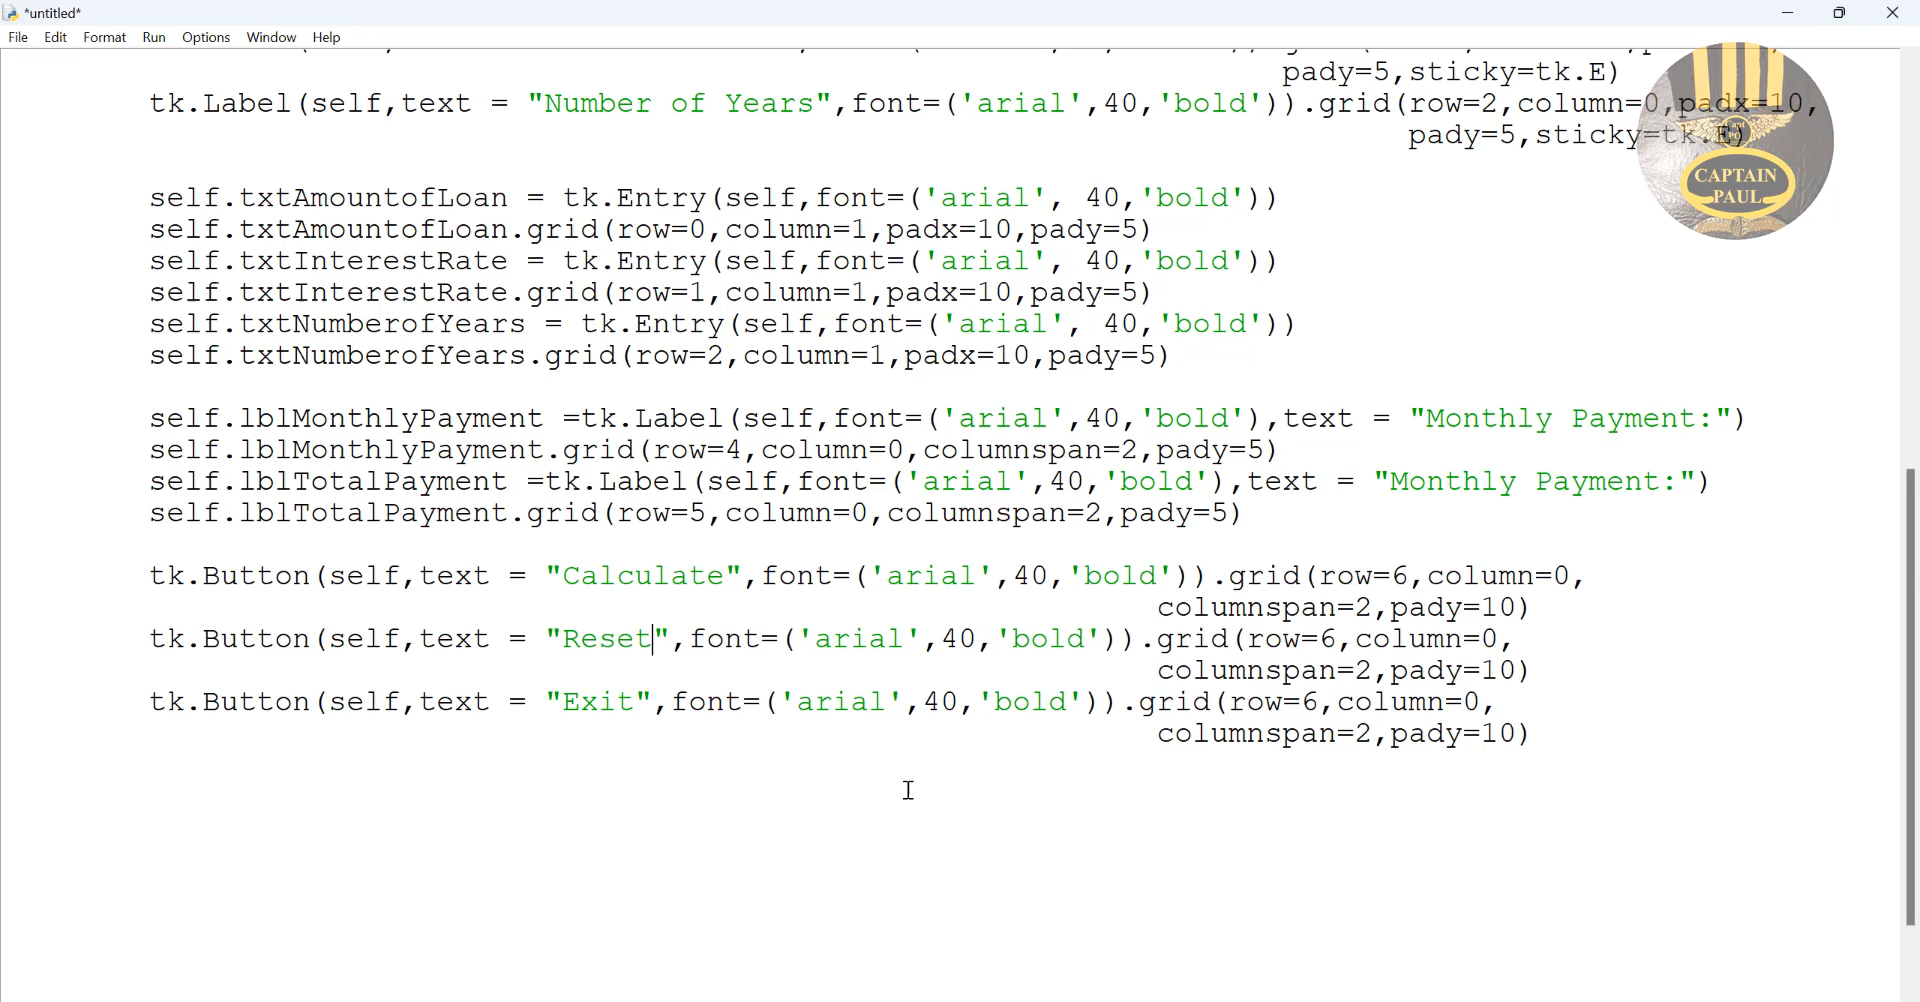 *untitled*
File Edit Format Run Options Window Help
pady=5,sticky=tk.E)
tk.Label(self,text = "Number of Years",font=('arial',40,'bold')).grid(row=2,column=0,padx=10,
pady=5,sticky=tk.E)
self.txtAmountofLoan = tk.Entry(self,font=('arial', 40,'bold'))
self.txtAmountofLoan.grid(row=0,column=1,padx=10,pady=5)
self.txtInterestRate = tk.Entry(self,font=('arial', 40,'bold'))
self.txtInterestRate.grid(row=1,column=1,padx=10,pady=5)
self.txtNumberofYears = tk.Entry(self,font=('arial', 40,'bold'))
self.txtNumberofYears.grid(row=2,column=1,padx=10,pady=5)
self.lblMonthlyPayment =tk.Label(self,font=('arial',40,'bold'),text = "Monthly Payment:")
self.lblMonthlyPayment.grid(row=4,column=0,columnspan=2,pady=5)
self.lblTotalPayment =tk.Label(self,font=('arial',40,'bold'),text = "Monthly Payment:")
self.lblTotalPayment.grid(row=5,column=0,columnspan=2,pady=5)
tk.Button(self,text = "Calculate",font=('arial',40,'bold')).grid(row=6,column=0,
columnspan=2,pady=10)
tk.Button(self,text = "Reset",font=('arial',40,'bold')).grid(row=6,column=0,
columnspan=2,pady=10)
tk.Button(self,text = "Exit",font=('arial',40,'bold')).grid(row=6,column=0,
columnspan=2,pady=10)
CAPTAIN
PAUL